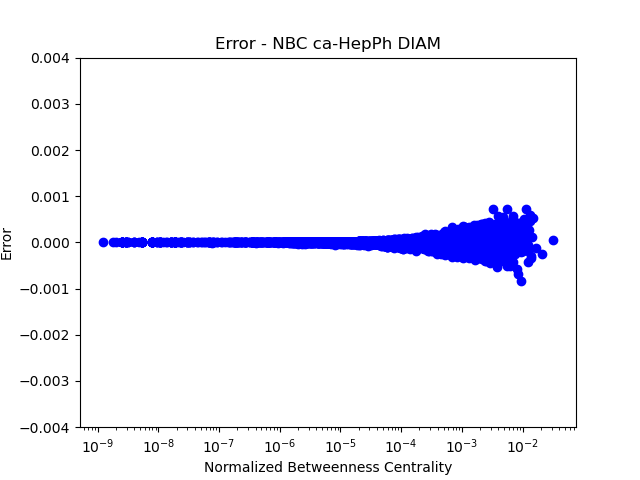 Error - NBC ca-HepPh DIAM
0.004
0.003
0.002
0.001
0.000
−0.001
−0.002
−0.003
−0.004
Error
10⁻⁹ 10⁻⁸ 10⁻⁷ 10⁻⁶ 10⁻⁵ 10⁻⁴ 10⁻³ 10⁻²
Normalized Betweenness Centrality